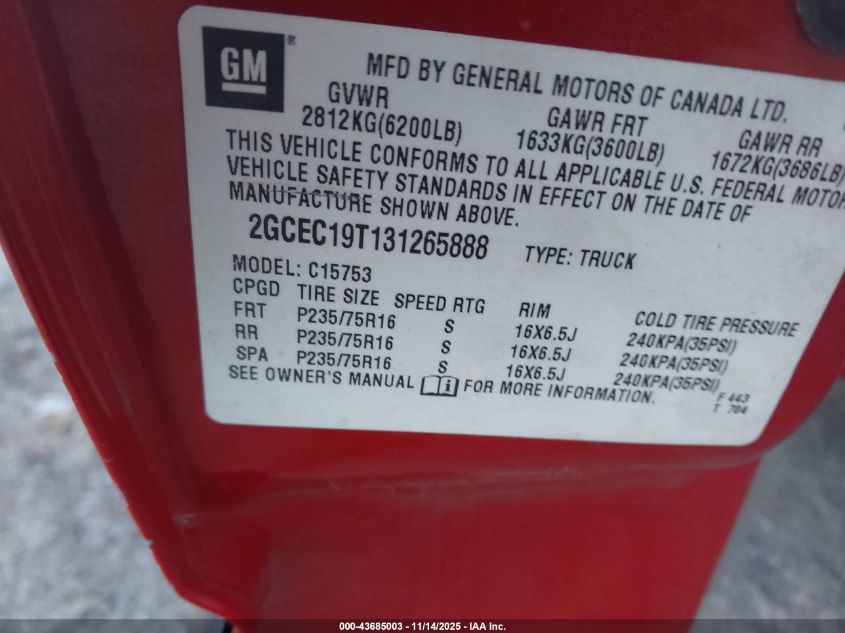 GM ®
MFD BY GENERAL MOTORS OF CANADA LTD.
GVWR GAWR FRT GAWR RR
2812KG(6200LB) 1633KG(3600LB) 1672KG(3686LB)
THIS VEHICLE CONFORMS TO ALL APPLICABLE U.S. FEDERAL MOTOR
VEHICLE SAFETY STANDARDS IN EFFECT ON THE DATE OF
MANUFACTURE SHOWN ABOVE.
2GCEC19T131265888 TYPE: TRUCK
MODEL: C15753
CPGD TIRE SIZE SPEED RTG RIM COLD TIRE PRESSURE
FRT P235/75R16 S 16X6.5J 240KPA(35PSI)
RR P235/75R16 S 16X6.5J 240KPA(35PSI)
SPA P235/75R16 S 16X6.5J 240KPA(35PSI)
SEE OWNER'S MANUAL i FOR MORE INFORMATION.
F 443
T 704
000-43685003 - 11/14/2025 - IAA Inc.